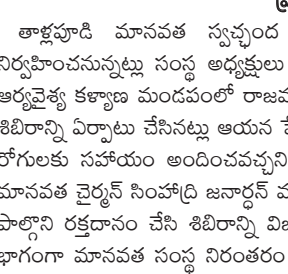 తాళ్లపూడి మానవత స్వచ్ఛంద
నిర్వహించనున్నట్లు సంస్థ అధ్యక్షులు
ఆర్యవైశ్య కళ్యాణ మండపంలో రాజమ
శిబిరాన్ని ఏర్పాటు చేసినట్లు ఆయన
రోగులకు సహాయం అందించవచ్చని
మానవత చైర్మన్ సింహాద్రి జనార్ధన్
పాల్గొని రక్తదానం చేసి శిబిరాన్ని విజ
భాగంగా మానవత సంస్థ నిరంతరం